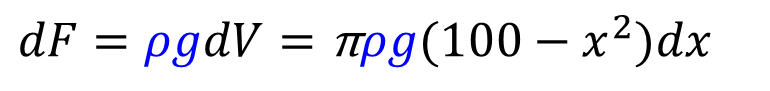 dF = ρgdV = πρg(100 − x²)dx